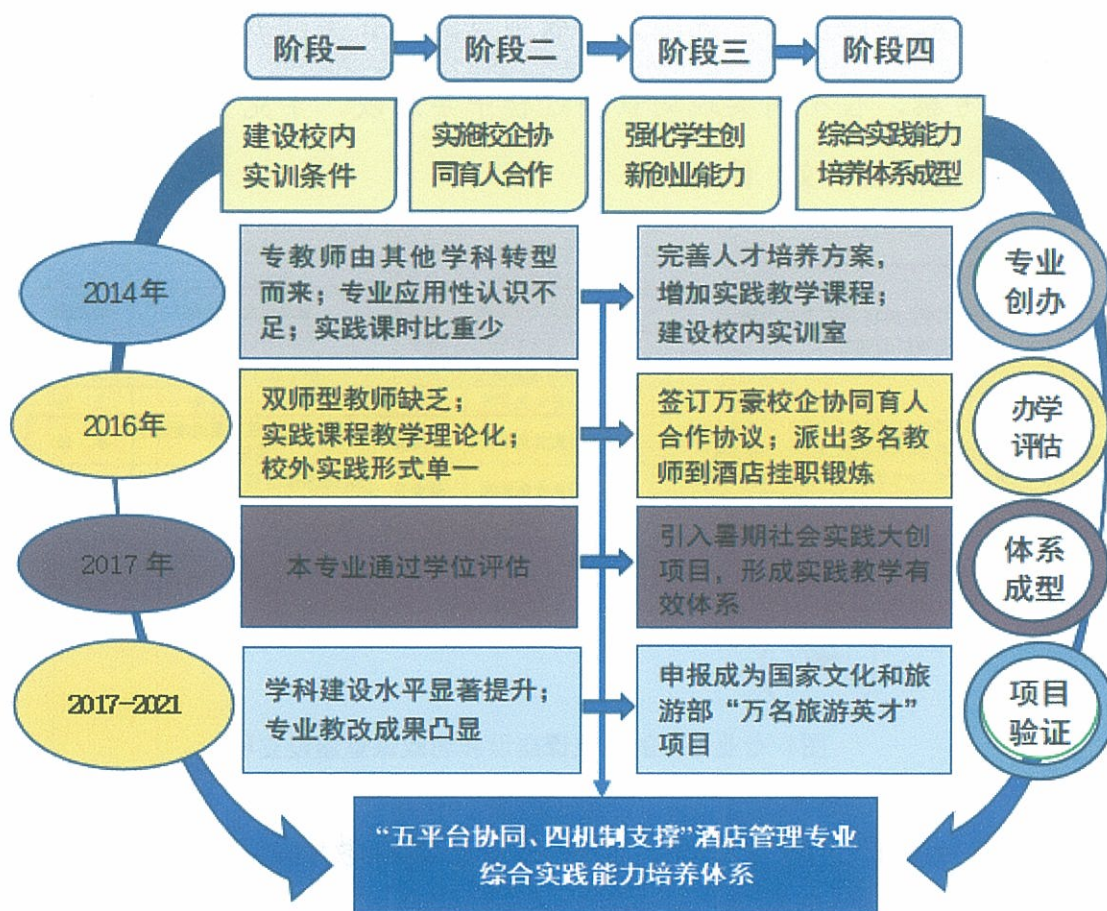 阶段一
阶段二
阶段三
阶段四
建设校内
实训条件
实施校企协
同育人合作
强化学生创
新创业能力
综合实践能力
培养体系成型
2014年
专教师由其他学科转型
而来；专业应用性认识不
足；实践课时比重少
完善人才培养方案，
增加实践教学课程；
建设校内实训室
专业
创办
2016年
双师型教师缺乏；
实践课程教学理论化；
校外实践形式单一
签订万豪校企协同育人
合作协议；派出多名教
师到酒店挂职锻炼
办学
评估
2017 年
本专业通过学位评估
引入暑期社会实践大创
项目，形成实践教学有
效体系
体系
成型
2017-2021
学科建设水平显著提升；
专业教改成果凸显
申报成为国家文化和旅
游部“万名旅游英才”
项目
项目
验证
“五平台协同、四机制支撑”酒店管理专业
综合实践能力培养体系